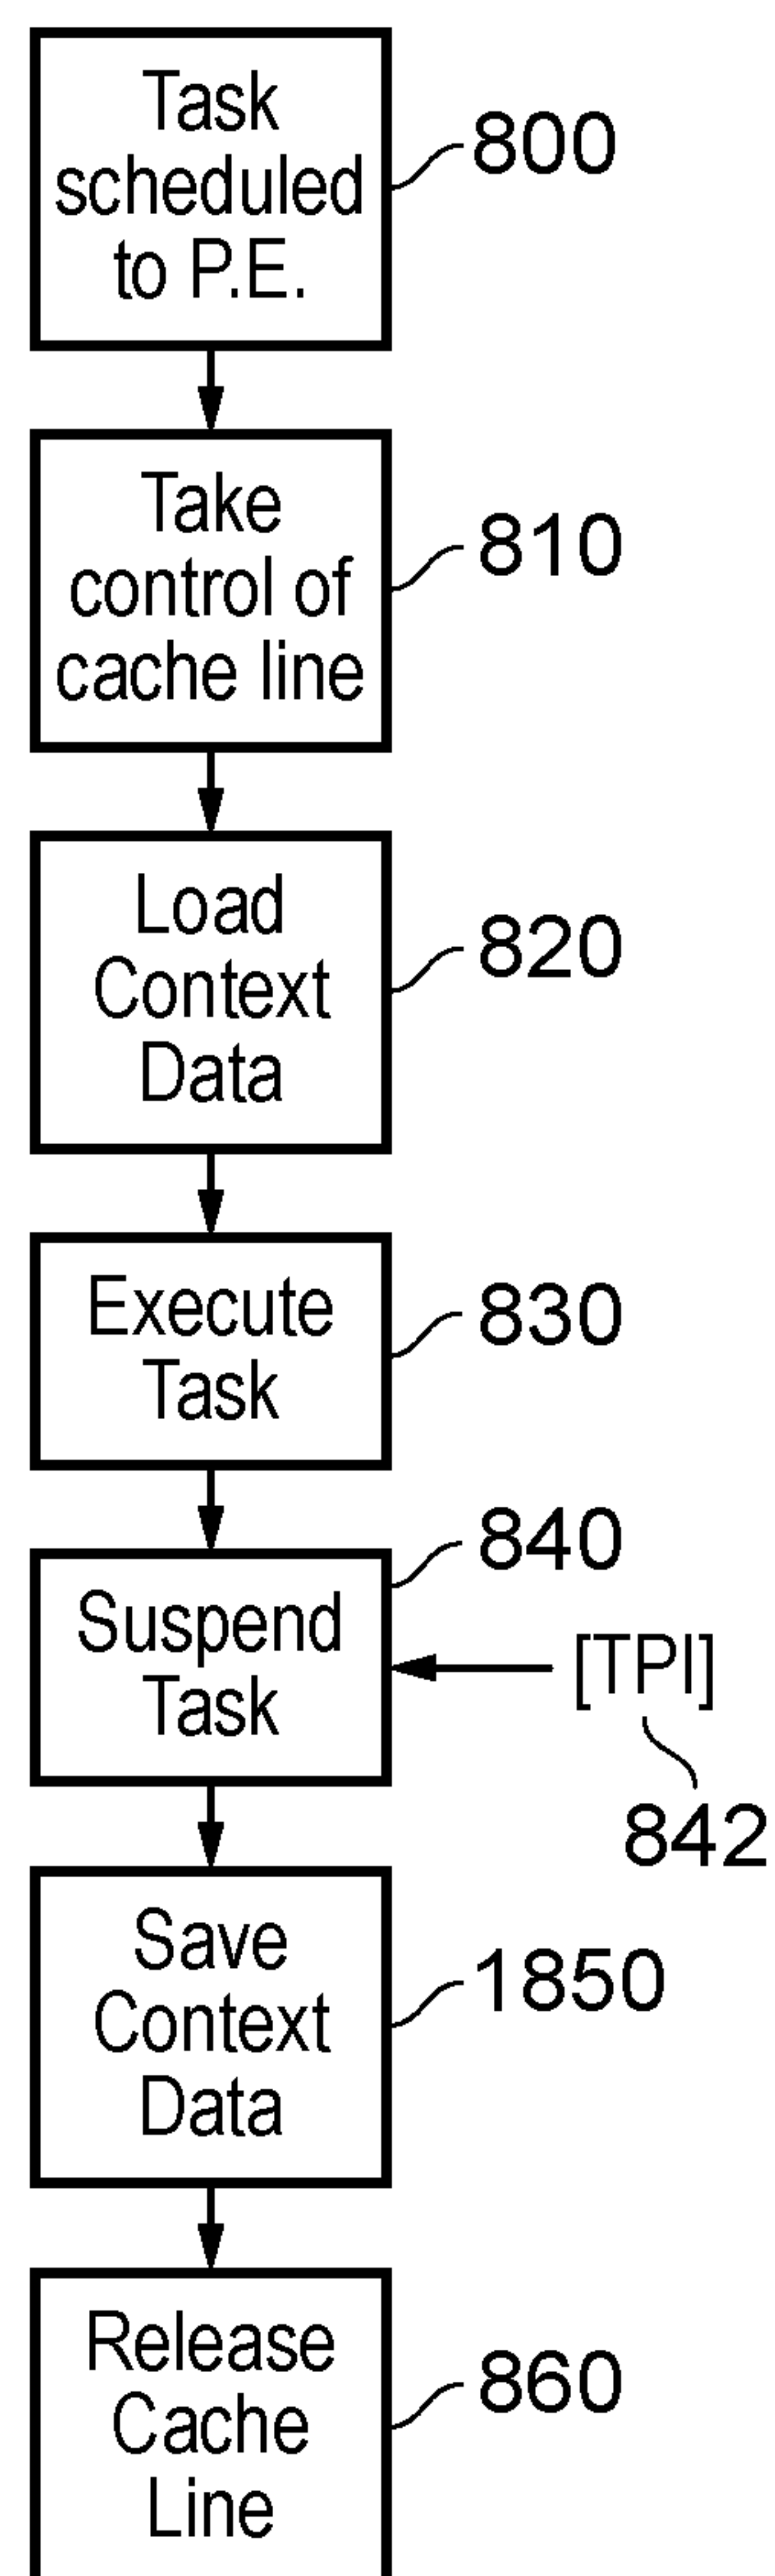 Task
scheduled
to P.E.
800
Take
control of
cache line
810
Load
Context
Data
820
Execute
Task
830
Suspend
Task
840
[TPI]
842
Save
Context
Data
1850
Release
Cache
Line
860